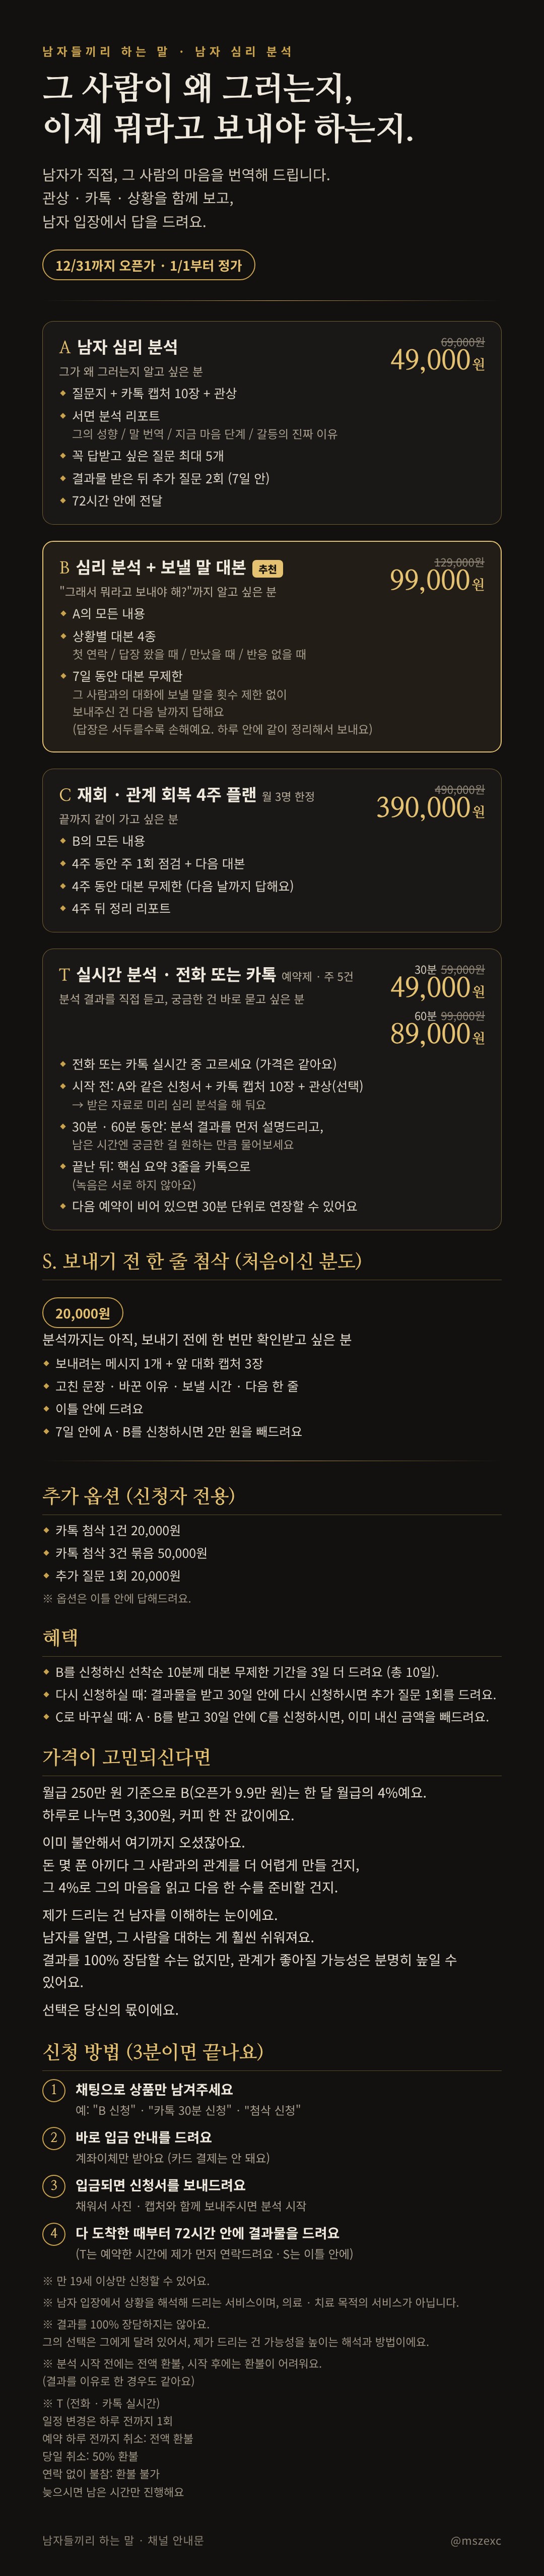 남자들끼리 하는 말 · 남자 심리 분석
그 사람이 왜 그러는지,
이제 뭐라고 보내야 하는지.
남자가 직접, 그 사람의 마음을 번역해 드립니다.
관상 · 카톡 · 상황을 함께 보고,
남자 입장에서 답을 드려요.
12/31까지 오픈가 · 1/1부터 정가
A 남자 심리 분석
69,000원
49,000원
그가 왜 그러는지 알고 싶은 분
◆ 질문지 + 카톡 캡처 10장 + 관상
◆ 서면 분석 리포트
그의 성향 / 말 번역 / 지금 마음 단계 / 갈등의 진짜 이유
◆ 꼭 답받고 싶은 질문 최대 5개
◆ 결과물 받은 뒤 추가 질문 2회 (7일 안)
◆ 72시간 안에 전달
B 심리 분석 + 보낼 말 대본 추천
129,000원
99,000원
"그래서 뭐라고 보내야 해?"까지 알고 싶은 분
◆ A의 모든 내용
◆ 상황별 대본 4종
첫 연락 / 답장 왔을 때 / 만났을 때 / 반응 없을 때
◆ 7일 동안 대본 무제한
그 사람과의 대화에 보낼 말을 횟수 제한 없이
보내주신 건 다음 날까지 답해요
(답장은 서두를수록 손해예요. 하루 안에 같이 정리해서 보내요)
C 재회 · 관계 회복 4주 플랜 월 3명 한정
490,000원
390,000원
끝까지 같이 가고 싶은 분
◆ B의 모든 내용
◆ 4주 동안 주 1회 점검 + 다음 대본
◆ 4주 동안 대본 무제한 (다음 날까지 답해요)
◆ 4주 뒤 정리 리포트
T 실시간 분석 · 전화 또는 카톡 예약제 · 주 5건
30분 59,000원
49,000원
분석 결과를 직접 듣고, 궁금한 건 바로 묻고 싶은 분
60분 99,000원
89,000원
◆ 전화 또는 카톡 실시간 중 고르세요 (가격은 같아요)
◆ 시작 전: A와 같은 신청서 + 카톡 캡처 10장 + 관상(선택)
→ 받은 자료로 미리 심리 분석을 해 둬요
◆ 30분 · 60분 동안: 분석 결과를 먼저 설명드리고,
남은 시간엔 궁금한 걸 원하는 만큼 물어보세요
◆ 끝난 뒤: 핵심 요약 3줄을 카톡으로
(녹음은 서로 하지 않아요)
◆ 다음 예약이 비어 있으면 30분 단위로 연장할 수 있어요
S. 보내기 전 한 줄 첨삭 (처음이신 분도)
20,000원
분석까지는 아직, 보내기 전에 한 번만 확인받고 싶은 분
◆ 보내려는 메시지 1개 + 앞 대화 캡처 3장
◆ 고친 문장 · 바꾼 이유 · 보낼 시간 · 다음 한 줄
◆ 이틀 안에 드려요
◆ 7일 안에 A · B를 신청하시면 2만 원을 빼드려요
추가 옵션 (신청자 전용)
◆ 카톡 첨삭 1건 20,000원
◆ 카톡 첨삭 3건 묶음 50,000원
◆ 추가 질문 1회 20,000원
※ 옵션은 이틀 안에 답해드려요.
혜택
◆ B를 신청하신 선착순 10분께 대본 무제한 기간을 3일 더 드려요 (총 10일).
◆ 다시 신청하실 때: 결과물을 받고 30일 안에 다시 신청하시면 추가 질문 1회를 드려요.
◆ C로 바꾸실 때: A · B를 받고 30일 안에 C를 신청하시면, 이미 내신 금액을 빼드려요.
가격이 고민되신다면
월급 250만 원 기준으로 B(오픈가 9.9만 원)는 한 달 월급의 4%예요.
하루로 나누면 3,300원, 커피 한 잔 값이에요.
이미 불안해서 여기까지 오셨잖아요.
돈 몇 푼 아끼다 그 사람과의 관계를 더 어렵게 만들 건지,
그 4%로 그의 마음을 읽고 다음 한 수를 준비할 건지.
제가 드리는 건 남자를 이해하는 눈이에요.
남자를 알면, 그 사람을 대하는 게 훨씬 쉬워져요.
결과를 100% 장담할 수는 없지만, 관계가 좋아질 가능성은 분명히 높일 수
있어요.
선택은 당신의 몫이에요.
신청 방법 (3분이면 끝나요)
1 채팅으로 상품만 남겨주세요
예: "B 신청" · "카톡 30분 신청" · "첨삭 신청"
2 바로 입금 안내를 드려요
계좌이체만 받아요 (카드 결제는 안 돼요)
3 입금되면 신청서를 보내드려요
채워서 사진 · 캡처와 함께 보내주시면 분석 시작
4 다 도착한 때부터 72시간 안에 결과물을 드려요
(T는 예약한 시간에 제가 먼저 연락드려요 · S는 이틀 안에)
※ 만 19세 이상만 신청할 수 있어요.
※ 남자 입장에서 상황을 해석해 드리는 서비스이며, 의료 · 치료 목적의 서비스가 아닙니다.
※ 결과를 100% 장담하지는 않아요.
그의 선택은 그에게 달려 있어서, 제가 드리는 건 가능성을 높이는 해석과 방법이에요.
※ 분석 시작 전에는 전액 환불, 시작 후에는 환불이 어려워요.
(결과를 이유로 한 경우도 같아요)
※ T (전화 · 카톡 실시간)
일정 변경은 하루 전까지 1회
예약 하루 전까지 취소: 전액 환불
당일 취소: 50% 환불
연락 없이 불참: 환불 불가
늦으시면 남은 시간만 진행해요
남자들끼리 하는 말 · 채널 안내문
@mszexc